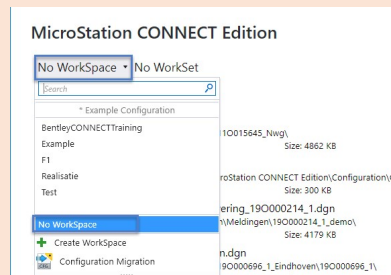 MicroStation CONNECT Edition
No WorkSpace No WorkSet
Search
* Example Configuration
BentleyCONNECTTraining
Example
F1
Realisatie
Test
No WorkSpace
Create WorkSpace
Configuration Migration
1O015645_Nwg\
Size: 4862 KB
roStation CONNECT Edition\Configuration\
Size: 300 KB
ering_19O000214_1.dgn
\Meldingen\19O000214_1_demo\
Size: 4179 KB
n.dgn
9O000696_1_Eindhoven\19O000696_1\